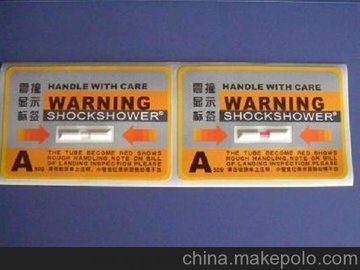 震撞
显示
标签
HANDLE WITH CARE
WARNING
SHOCKSHOWER®
A 50G
THE TUBE BECOME RED SHOWS
ROUGH HANDLING, NOTE ON BILL
OF LANDING INSPECTION PLEASE
震撞
显示
标签
HANDLE WITH CARE
WARNING
SHOCKSHOWER®
A 50G
THE TUBE BECOME RED SHOWS
ROUGH HANDLING, NOTE ON BILL
OF LANDING INSPECTION PLEASE
china.makepolo.com